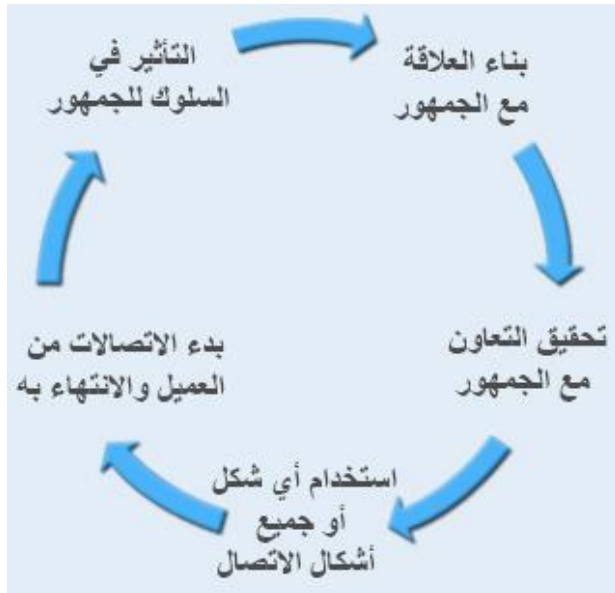 التأثير في
السلوك للجمهور
بناء العلاقة
مع الجمهور
تحقيق التعاون
مع الجمهور
استخدام أي شكل
أو جميع
أشكال الاتصال
بدء الاتصالات من
العميل والانتهاء به